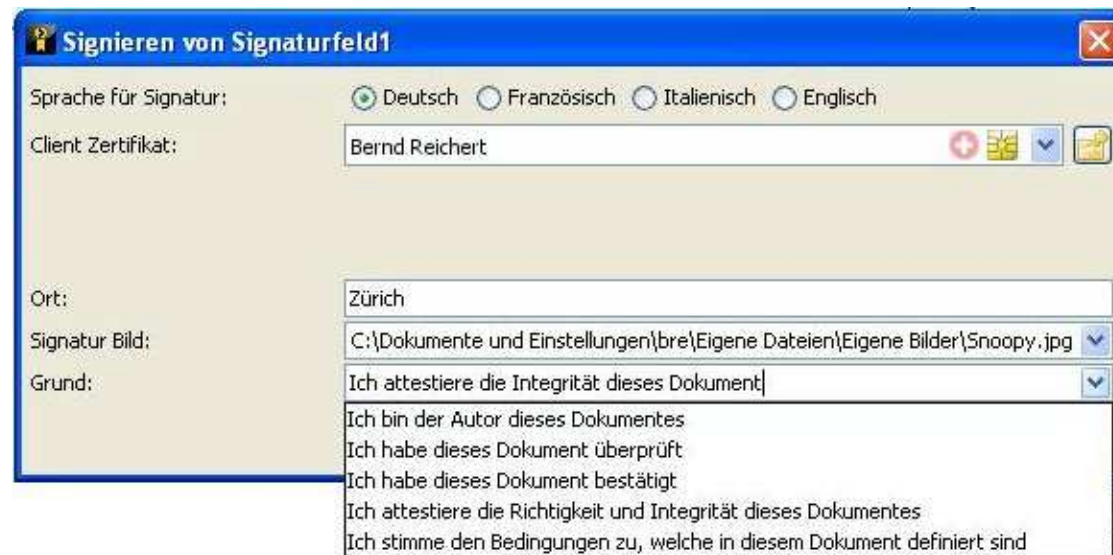 Signieren von Signaturfeld1
Sprache für Signatur: Deutsch Französisch Italienisch Englisch
Client Zertifikat: Bernd Reichert
Ort: Zürich
Signatur Bild: C:\Dokumente und Einstellungen\bre\Eigene Dateien\Eigene Bilder\Snoopy.jpg
Grund: Ich attestiere die Integrität dieses Dokument
Ich bin der Autor dieses Dokumentes
Ich habe dieses Dokument überprüft
Ich habe dieses Dokument bestätigt
Ich attestiere die Richtigkeit und Integrität dieses Dokumentes
Ich stimme den Bedingungen zu, welche in diesem Dokument definiert sind